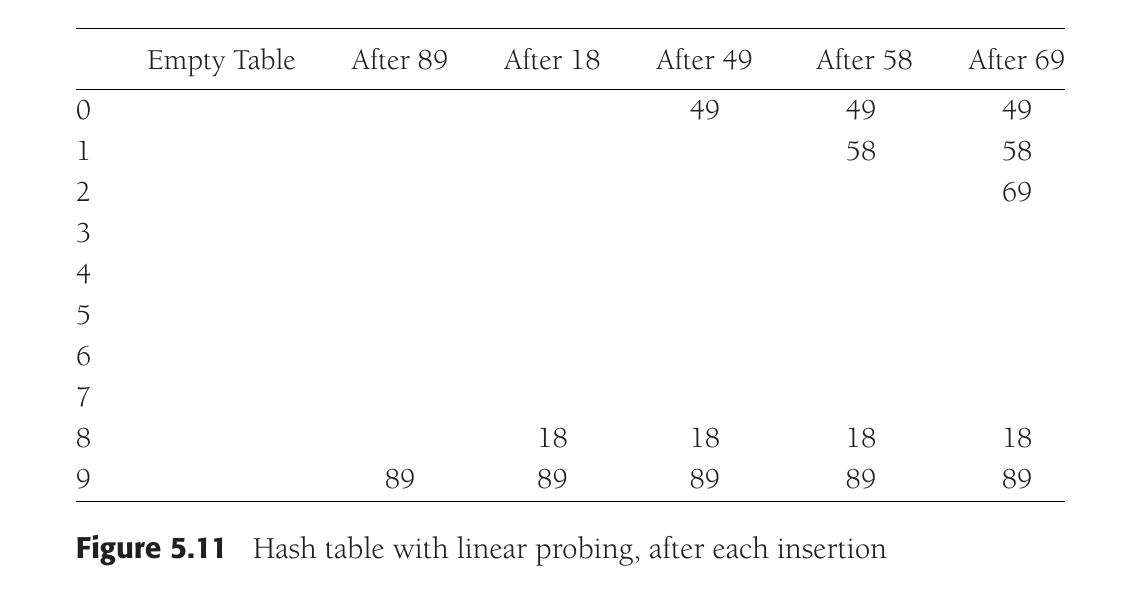 Empty Table After 89 After 18 After 49 After 58 After 69
0 49 49 49
1 58 58
2 69
3
4
5
6
7
8 18 18 18 18
9 89 89 89 89 89
Figure 5.11 Hash table with linear probing, after each insertion